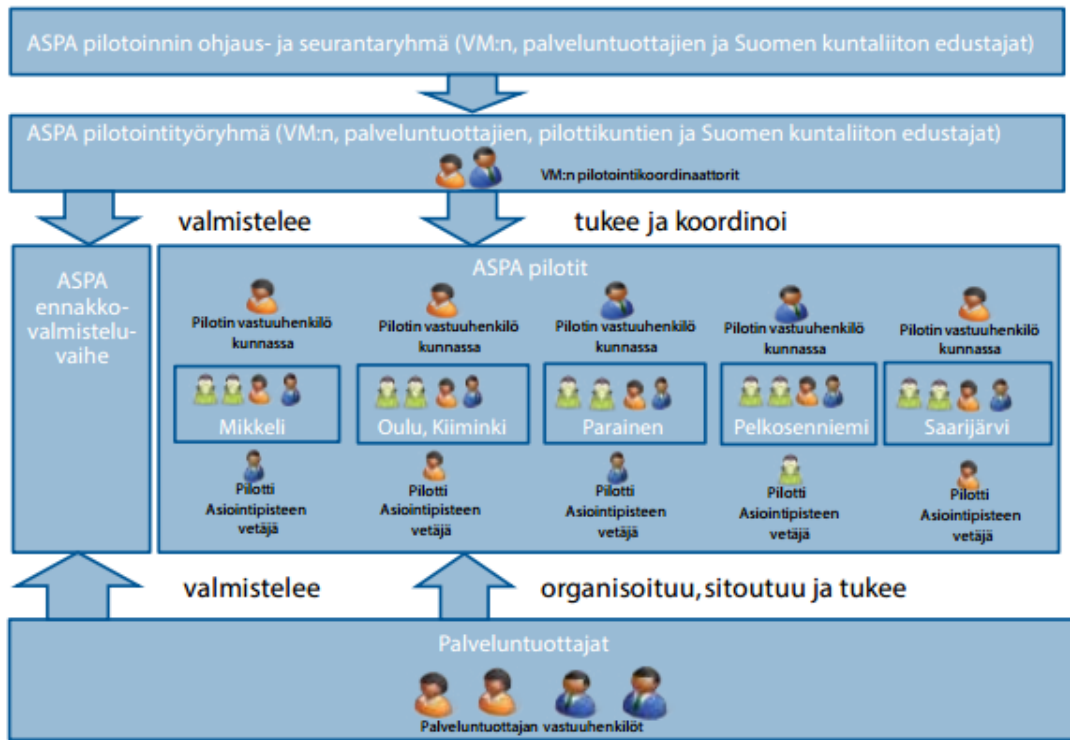 ASPA pilotoinnin ohjaus- ja seurantaryhmä (VM:n, palveluntuottajien ja Suomen kuntaliiton edustajat)
ASPA pilotointityöryhmä (VM:n, palveluntuottajien, pilottikuntien ja Suomen kuntaliiton edustajat)
VM:n pilotointikoordinaattorit
valmistelee
tukee ja koordinoi
ASPA
ennakko-
valmistelu-
vaihe
ASPA pilotit
Pilotin vastuuhenkilö
kunnassa
Pilotin vastuuhenkilö
kunnassa
Pilotin vastuuhenkilö
kunnassa
Pilotin vastuuhenkilö
kunnassa
Pilotin vastuuhenkilö
kunnassa
Mikkeli
Oulu, Kiiminki
Parainen
Pelkosenniemi
Saarijärvi
Pilotti
Asiointipisteen
vetäjä
Pilotti
Asiointipisteen
vetäjä
Pilotti
Asiointipisteen
vetäjä
Pilotti
Asiointipisteen
vetäjä
Pilotti
Asiointipisteen
vetäjä
valmistelee
organisoituu, sitoutuu ja tukee
Palveluntuottajat
Palveluntuottajan vastuuhenkilöt